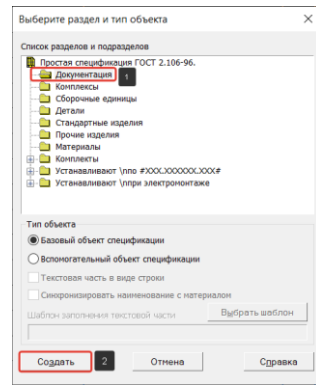 Выберите раздел и тип объекта
Список разделов и подразделов
Простая спецификация ГОСТ 2.106-96.
Документация
1
Комплексы
Сборочные единицы
Детали
Стандартные изделия
Прочие изделия
Материалы
Комплекты
Устанавливают \nпо #XXX.XXXXXX.XXX#
Устанавливают \nпри электромонтаже
Тип объекта
Базовый объект спецификации
Вспомогательный объект спецификации
Текстовая часть в виде строки
Синхронизировать наименование с материалом
Шаблон заполнения текстовой части Выбрать шаблон
Создать 2 Отмена Справка